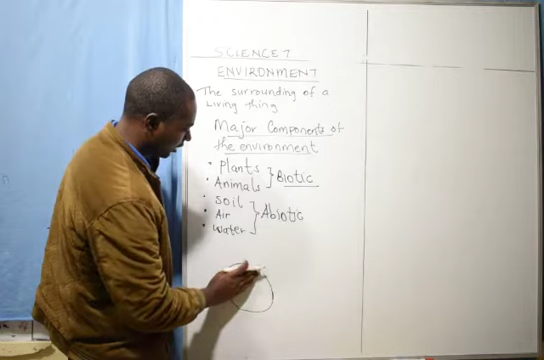 SCIENCE 7
ENVIRONMENT
The surrounding of a
Living thing
Major Components of
the environment
• Plants
• Animals } Biotic
• Soil
• Air } Abiotic
• Water